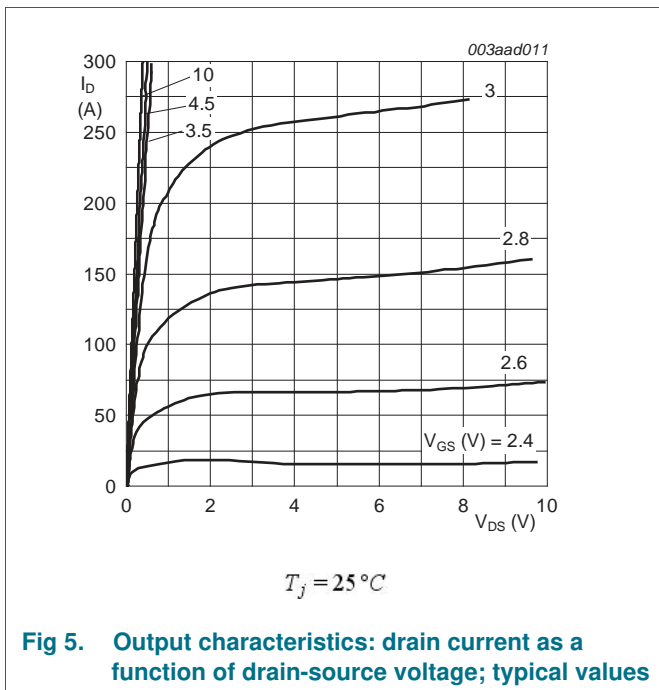 003aad011
300
I_D
(A)
250
200
150
100
50
0
10
4.5
3.5
3
2.8
2.6
V_GS (V) = 2.4
0
2
4
6
8
10
V_DS (V)
T_j = 25 °C
Fig 5. Output characteristics: drain current as a
function of drain-source voltage; typical values